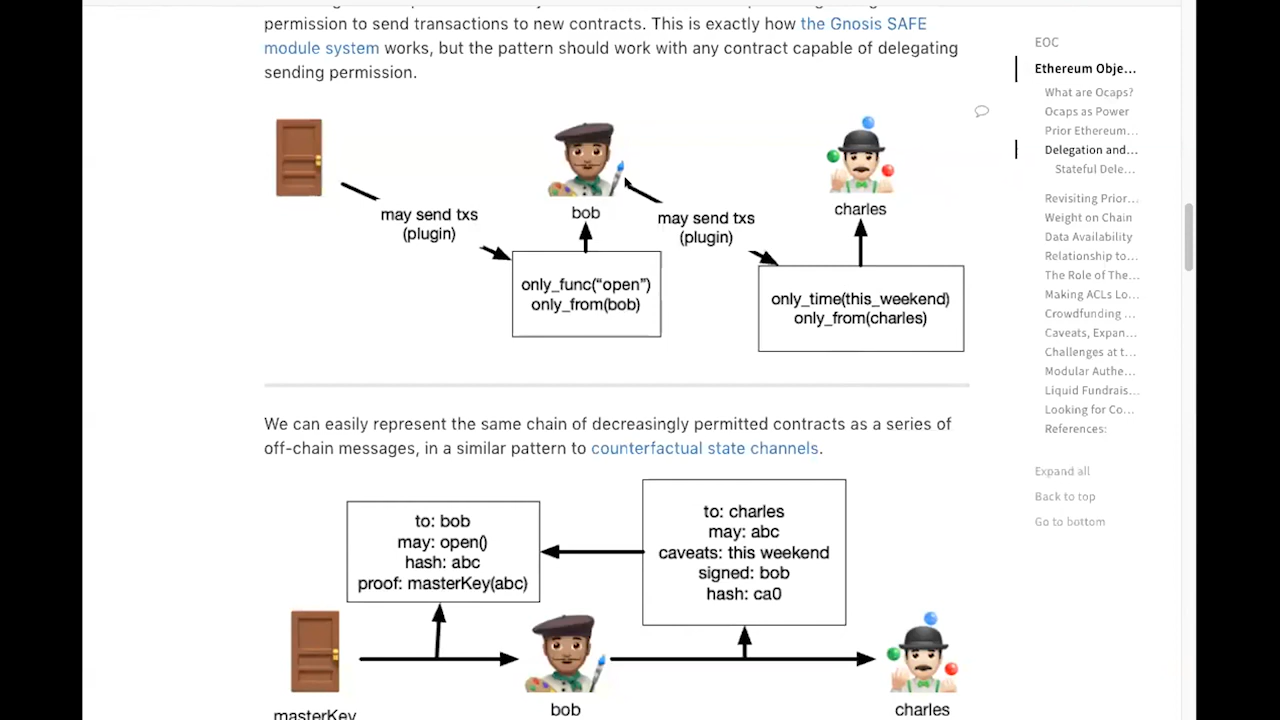 permission to send transactions to new contracts. This is exactly how the Gnosis SAFE
module system works, but the pattern should work with any contract capable of delegating
sending permission.
may send txs
(plugin)
bob
only_func("open")
only_from(bob)
may send txs
(plugin)
charles
only_time(this_weekend)
only_from(charles)
We can easily represent the same chain of decreasingly permitted contracts as a series of
off-chain messages, in a similar pattern to counterfactual state channels.
to: bob
may: open()
hash: abc
proof: masterKey(abc)
to: charles
may: abc
caveats: this weekend
signed: bob
hash: ca0
masterKey
bob
charles
EOC
Ethereum Obje...
What are Ocaps?
Ocaps as Power
Prior Ethereum...
Delegation and...
Stateful Dele...
Revisiting Prior...
Weight on Chain
Data Availability
Relationship to...
The Role of The...
Making ACLs Lo...
Crowdfunding ...
Caveats, Expan...
Challenges at t...
Modular Authe...
Liquid Fundrais...
Looking for Co...
References:
Expand all
Back to top
Go to bottom